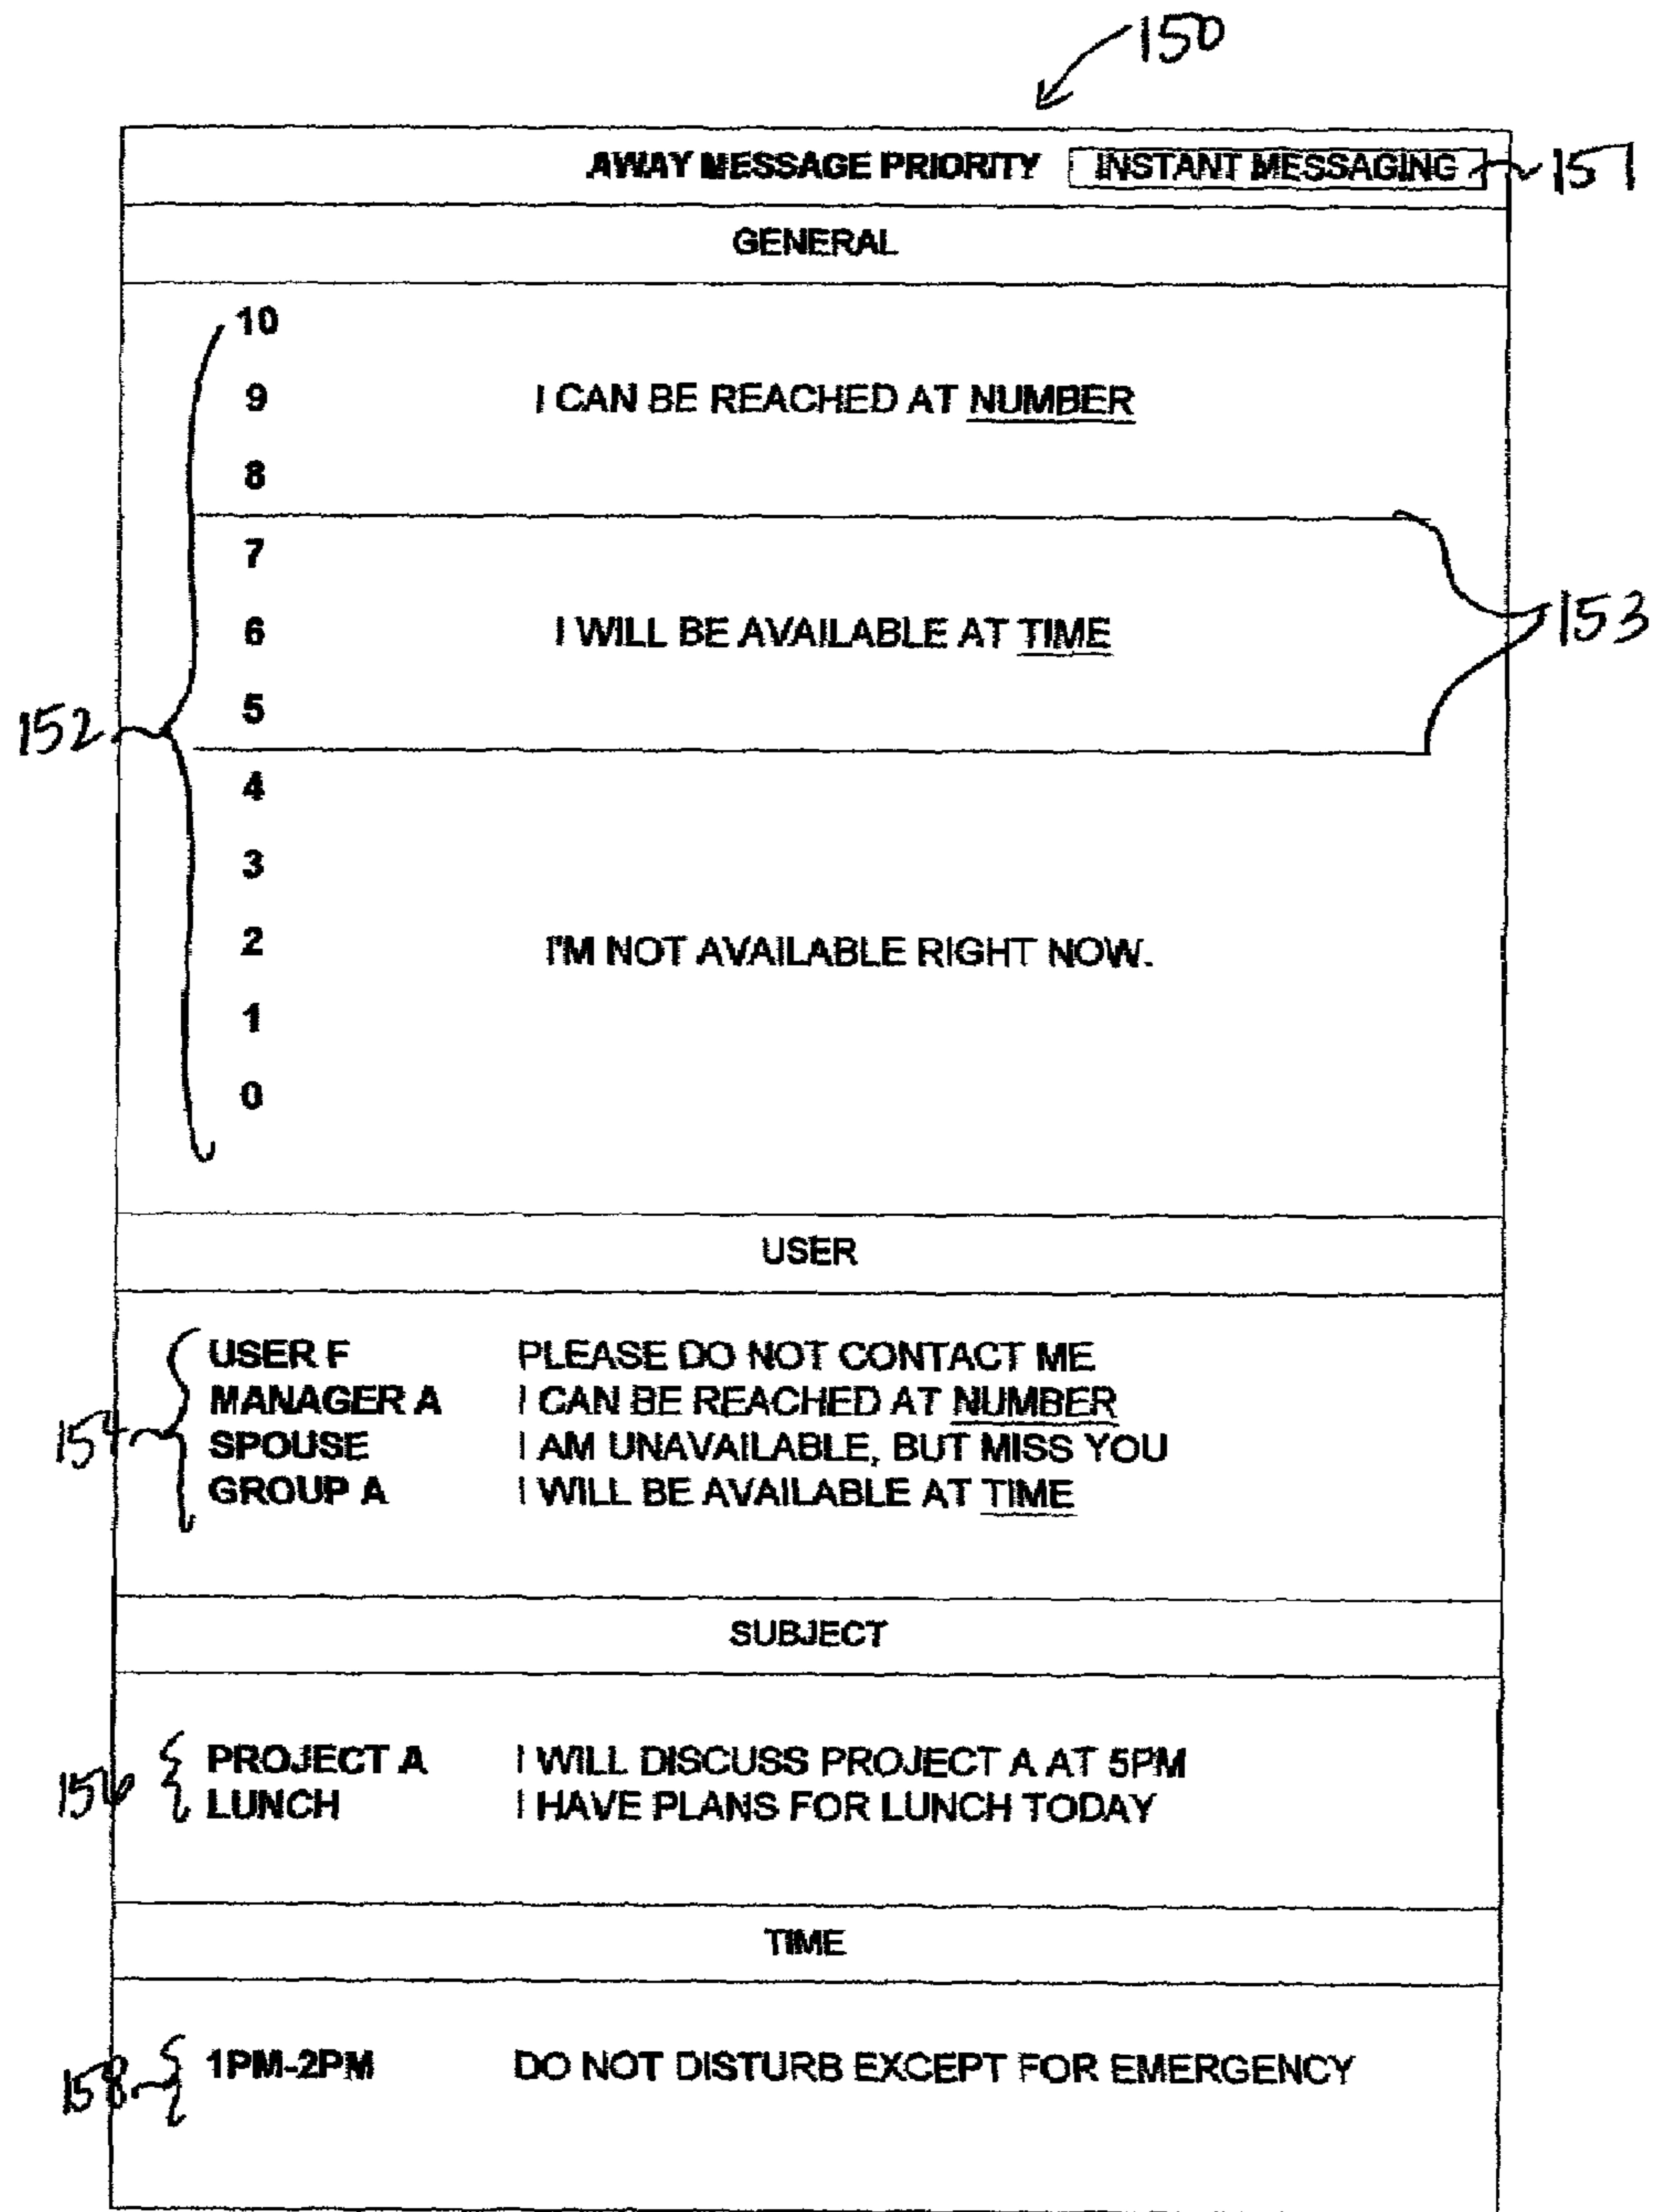 150
AWAY MESSAGE PRIORITY INSTANT MESSAGING 151
GENERAL
10
9 I CAN BE REACHED AT NUMBER
8
7
6 I WILL BE AVAILABLE AT TIME 153
5
152
4
3
2 I'M NOT AVAILABLE RIGHT NOW.
1
0
USER
USER F PLEASE DO NOT CONTACT ME
MANAGER A I CAN BE REACHED AT NUMBER
154 SPOUSE I AM UNAVAILABLE, BUT MISS YOU
GROUP A I WILL BE AVAILABLE AT TIME
SUBJECT
PROJECT A I WILL DISCUSS PROJECT A AT 5PM
156 LUNCH I HAVE PLANS FOR LUNCH TODAY
TIME
158 1PM-2PM DO NOT DISTURB EXCEPT FOR EMERGENCY